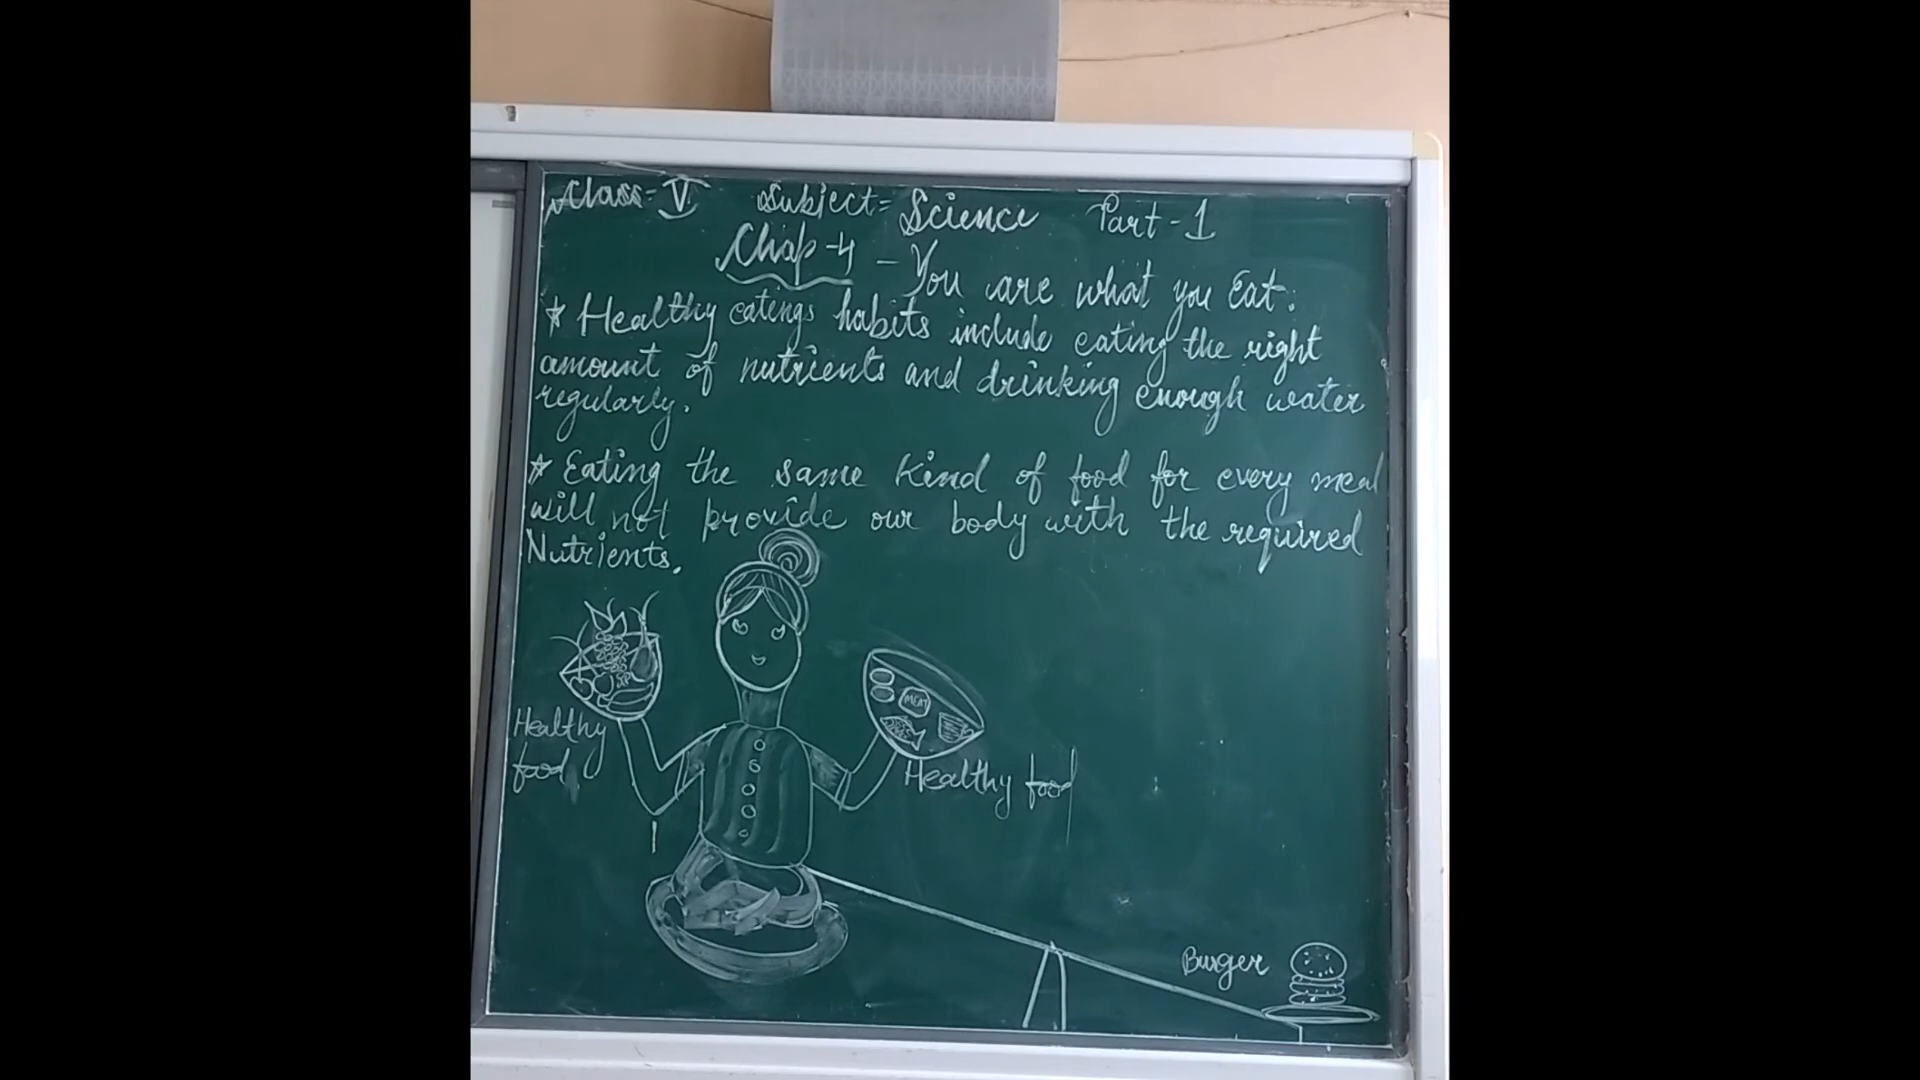 Class- V Subject= Science Part-1
Chap-4 - You are what you Eat.
* Healthy eatings habits include eating the right
amount of nutrients and drinking enough water
regularly.
* Eating the same kind of food for every meal
will not provide our body with the required
Nutrients.
MEAT
Healthy
food
Healthy food
Burger